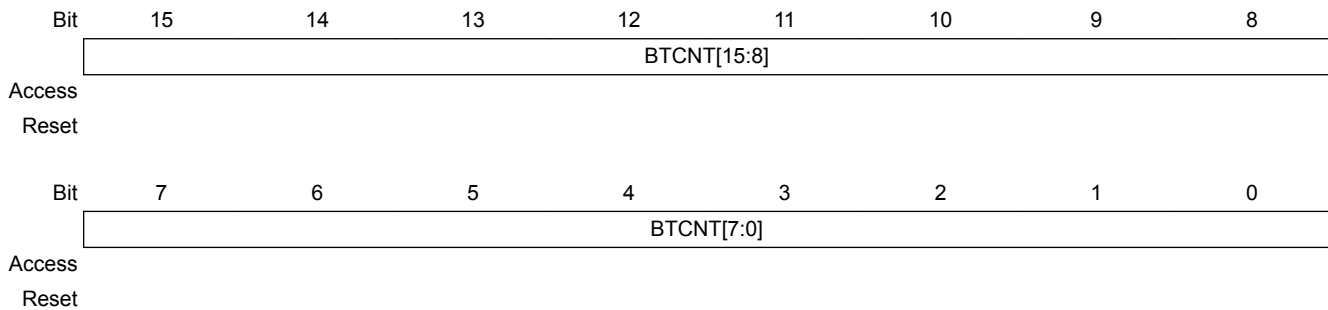 Bit 15 14 13 12 11 10 9 8
BTCNT[15:8]
Access
Reset
Bit 7 6 5 4 3 2 1 0
BTCNT[7:0]
Access
Reset